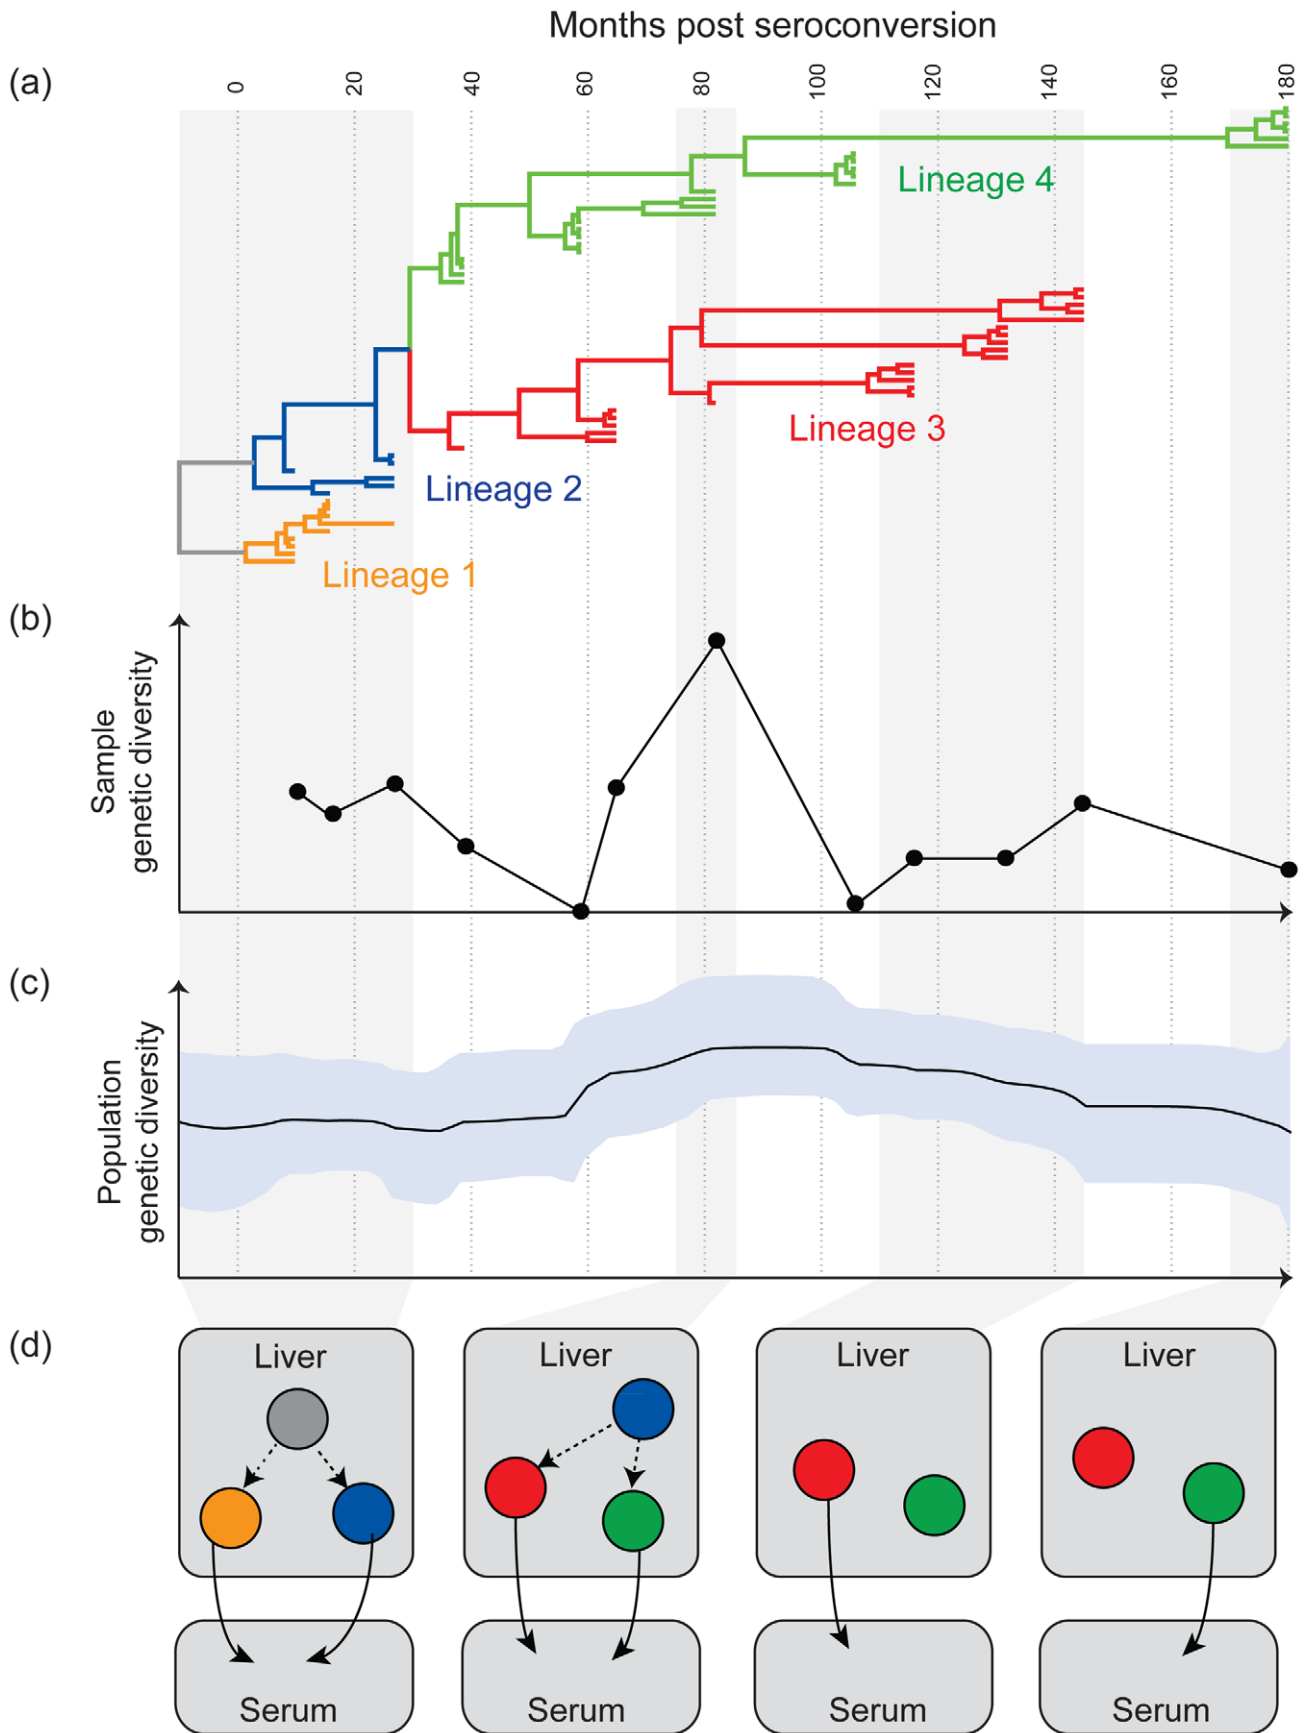 Months post seroconversion
(a)
0 20 40 60 80 100 120 140 160 180
Lineage 4
Lineage 3
Lineage 2
Lineage 1
(b)
Sample
genetic diversity
(c)
Population
genetic diversity
(d)
Liver Liver Liver Liver
Serum Serum Serum Serum